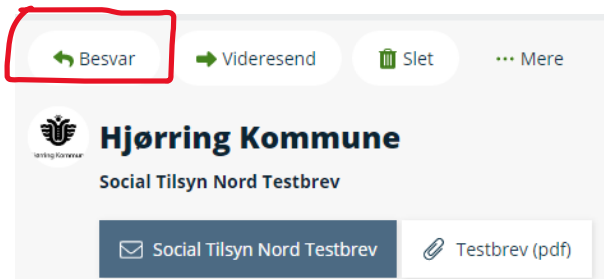 Besvar Videresend Slet ··· Mere
Hjørring Kommune
Social Tilsyn Nord Testbrev
Social Tilsyn Nord Testbrev Testbrev (pdf)